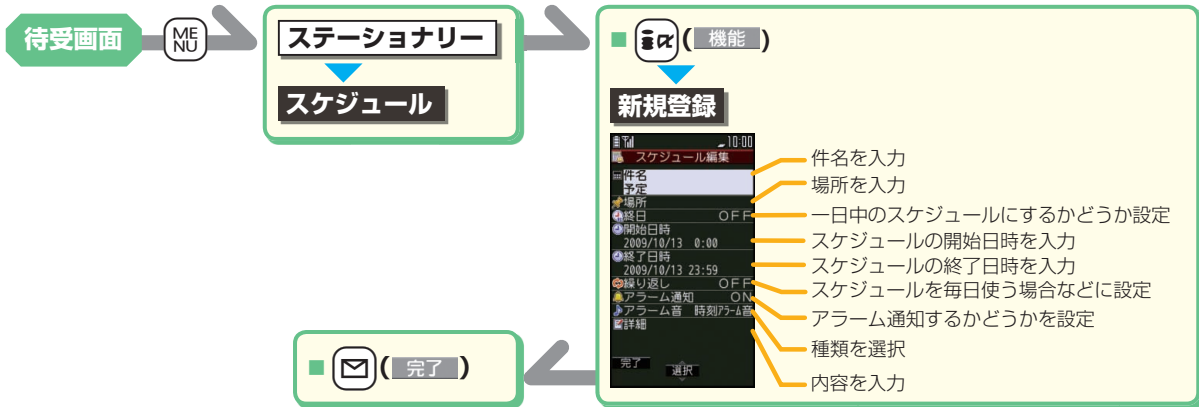 待受画面
MENU
ステーショナリー
スケジュール
(機能)
新規登録
10:00
スケジュール編集
件名
予定
場所
終日 OFF
開始日時
2009/10/13 0:00
終了日時
2009/10/13 23:59
繰り返し OFF
アラーム通知 ON
アラーム音 時刻アラーム音
詳細
完了
選択
件名を入力
場所を入力
一日中のスケジュールにするかどうか設定
スケジュールの開始日時を入力
スケジュールの終了日時を入力
スケジュールを毎日使う場合などに設定
アラーム通知するかどうかを設定
種類を選択
内容を入力
(完了)